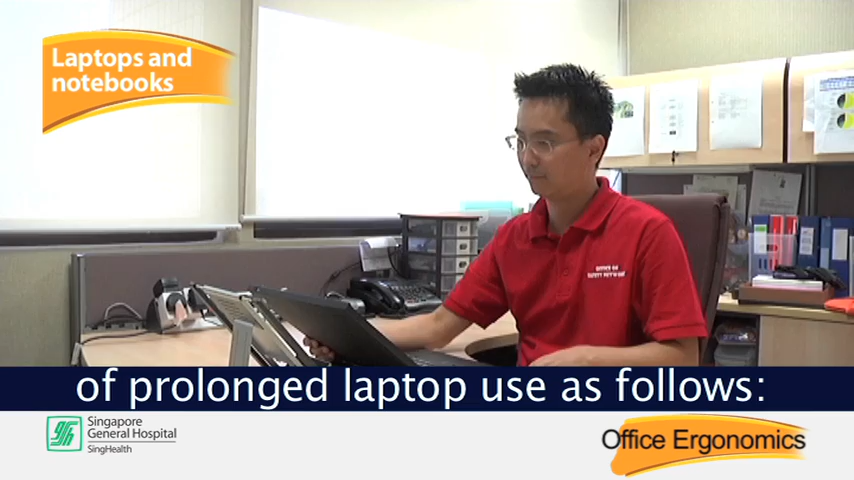 Laptops and
notebooks
of prolonged laptop use as follows:
Singapore
General Hospital
SingHealth
Office Ergonomics